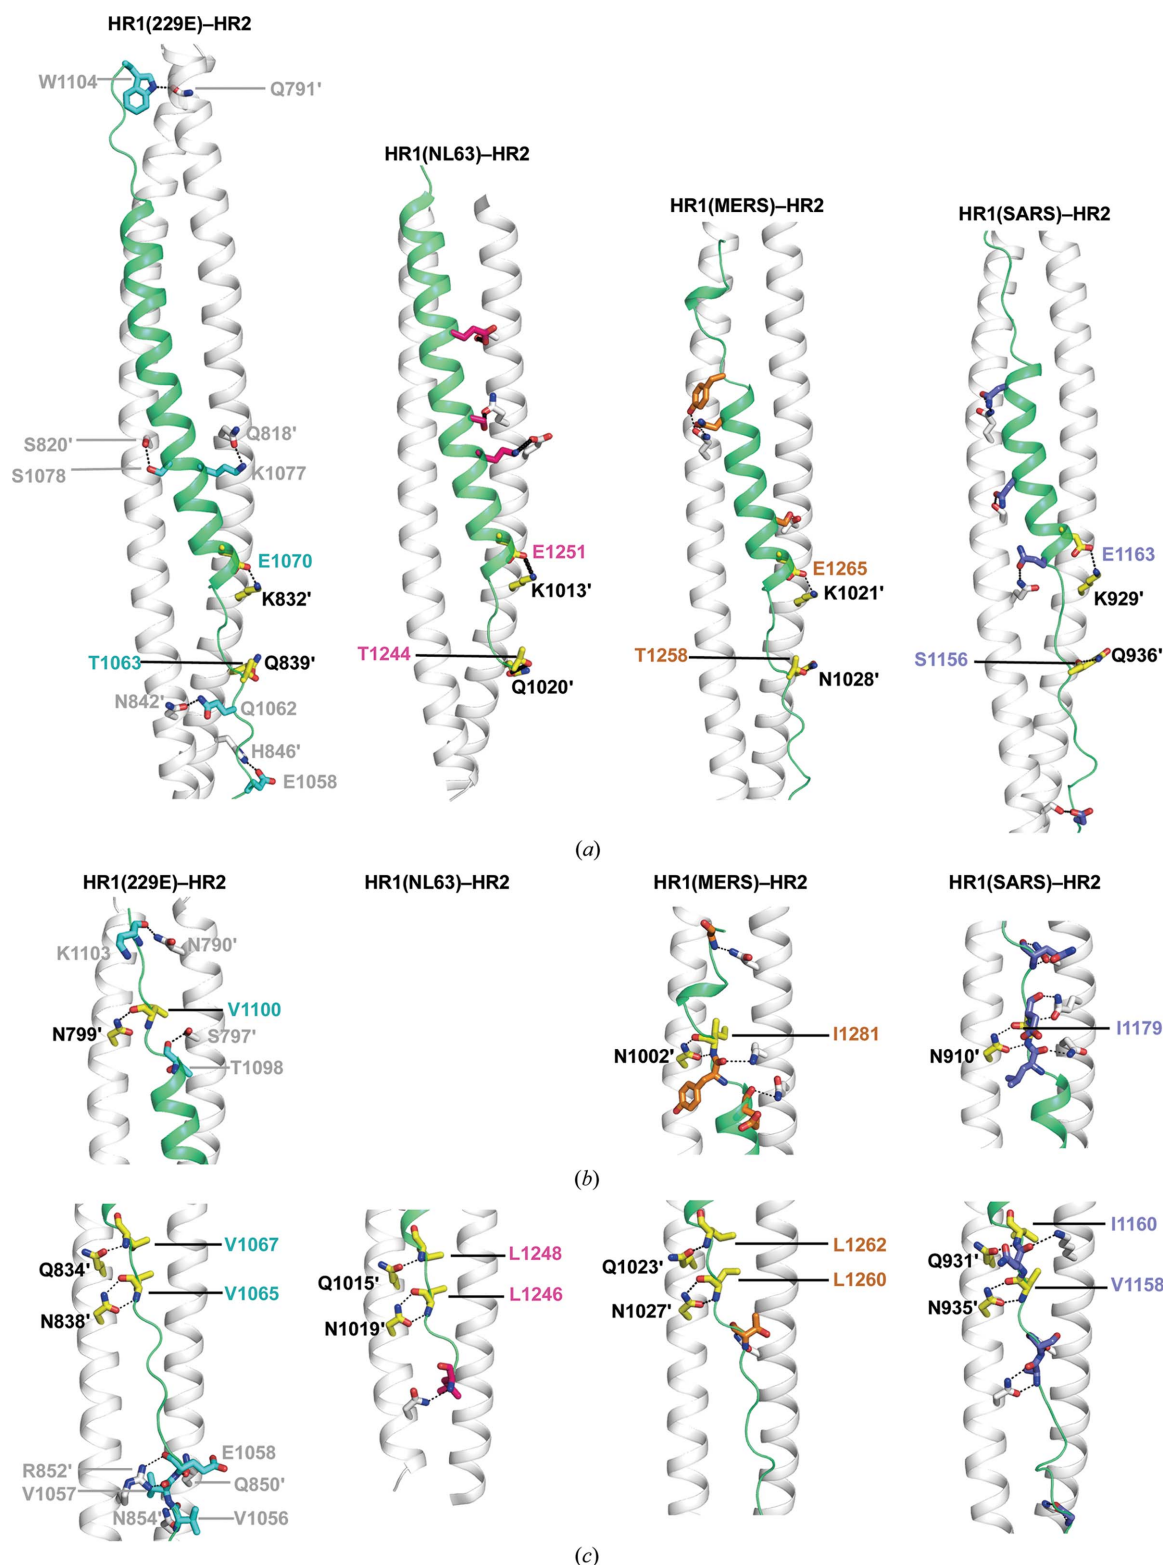 HR1(229E)–HR2
W1104
Q791'
HR1(NL63)–HR2
HR1(MERS)–HR2
HR1(SARS)–HR2
S820'
Q818'
S1078
K1077
E1070
K832'
E1251
K1013'
E1265
K1021'
E1163
K929'
T1063
Q839'
T1244
Q1020'
T1258
N1028'
S1156
Q936'
N842'
Q1062
H846'
E1058
(a)
HR1(229E)–HR2
HR1(NL63)–HR2
HR1(MERS)–HR2
HR1(SARS)–HR2
K1103
N790'
V1100
N799'
S797'
T1098
I1281
N1002'
I1179
N910'
(b)
V1067
Q834'
V1065
N838'
L1248
Q1015'
L1246
N1019'
L1262
Q1023'
L1260
N1027'
I1160
Q931'
V1158
N935'
E1058
R852'
Q850'
V1057
N854'
V1056
(c)